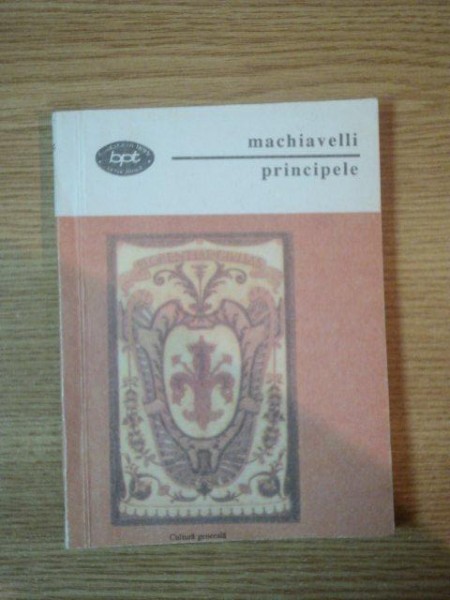 bpt
machiavelli
principele
Cultură generală